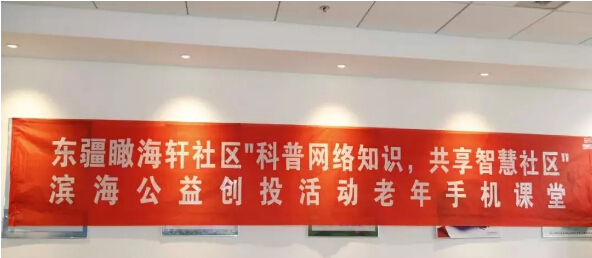 东疆瞰海轩社区"科普网络知识，共享智慧社区"
滨海公益创投活动老年手机课堂